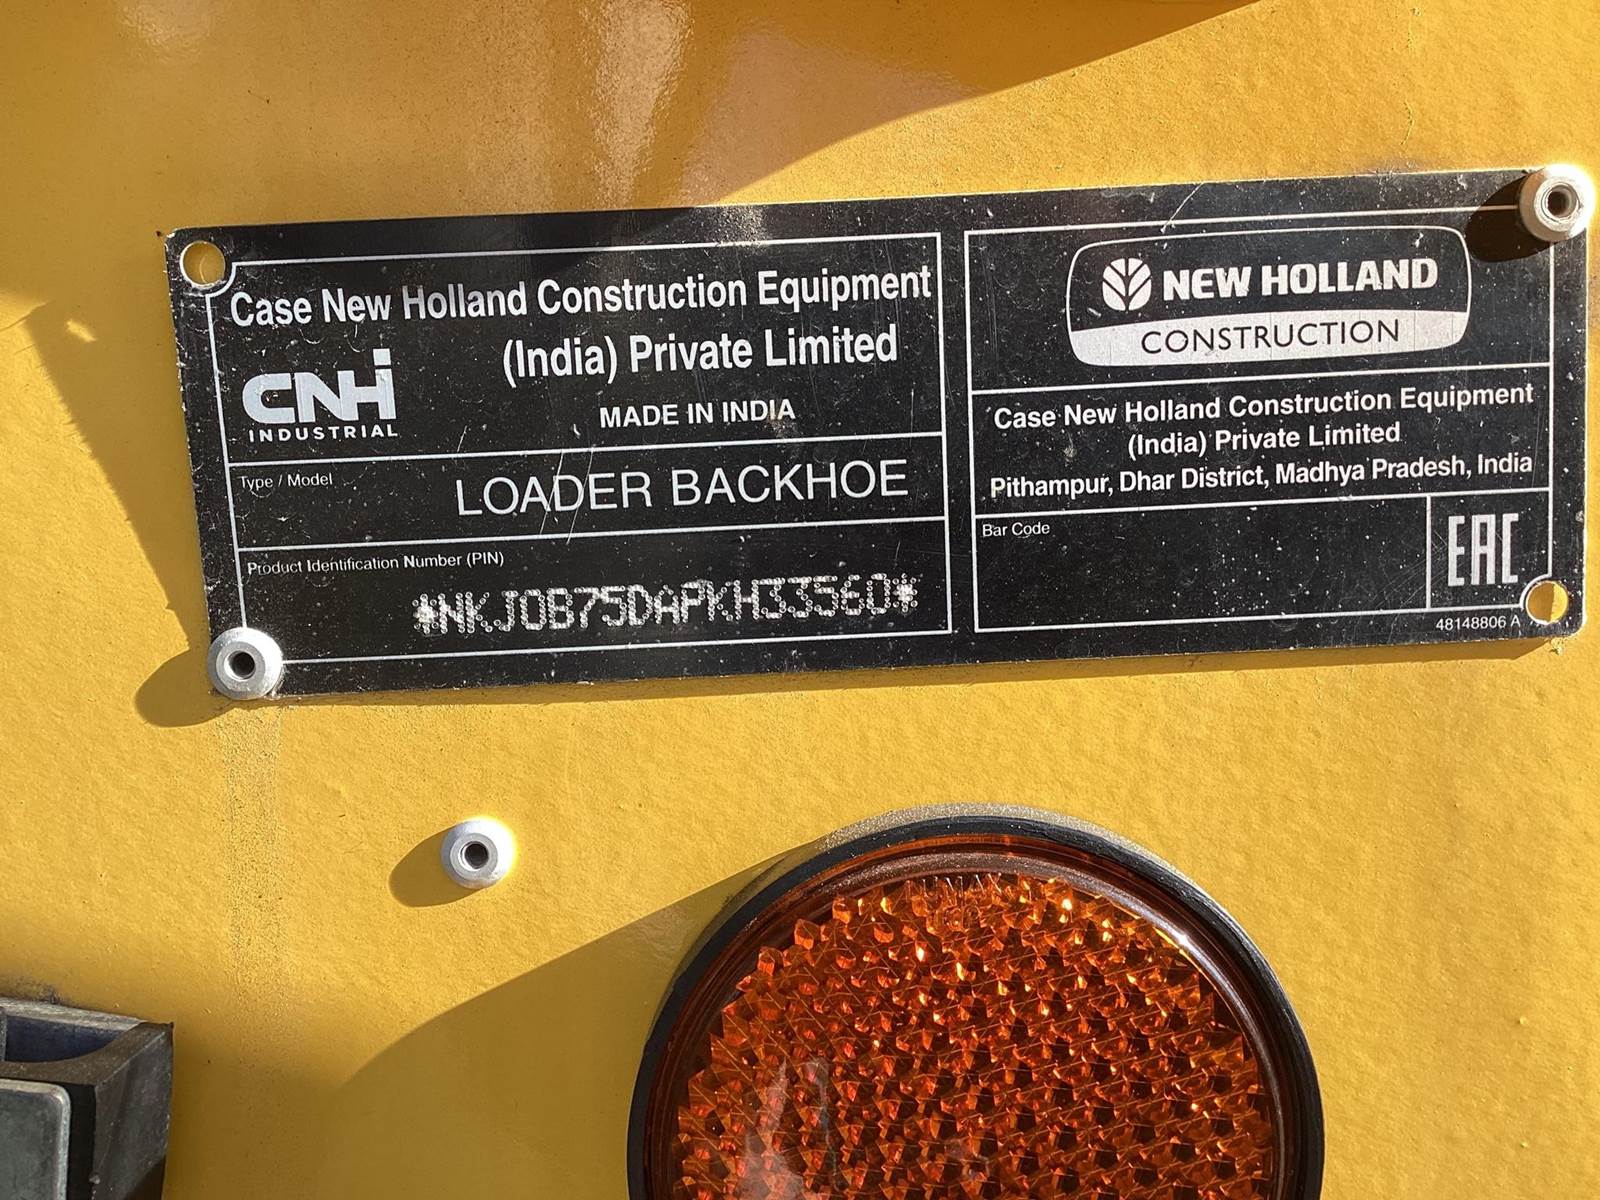 Case New Holland Construction Equipment
(India) Private Limited
CNH
INDUSTRIAL
MADE IN INDIA
Type / Model
LOADER BACKHOE
Product Identification Number (PIN)
*NKJ0B75DAPKH33560*
NEW HOLLAND
CONSTRUCTION
Case New Holland Construction Equipment
(India) Private Limited
Pithampur, Dhar District, Madhya Pradesh, India
Bar Code
EAC
48148806 A